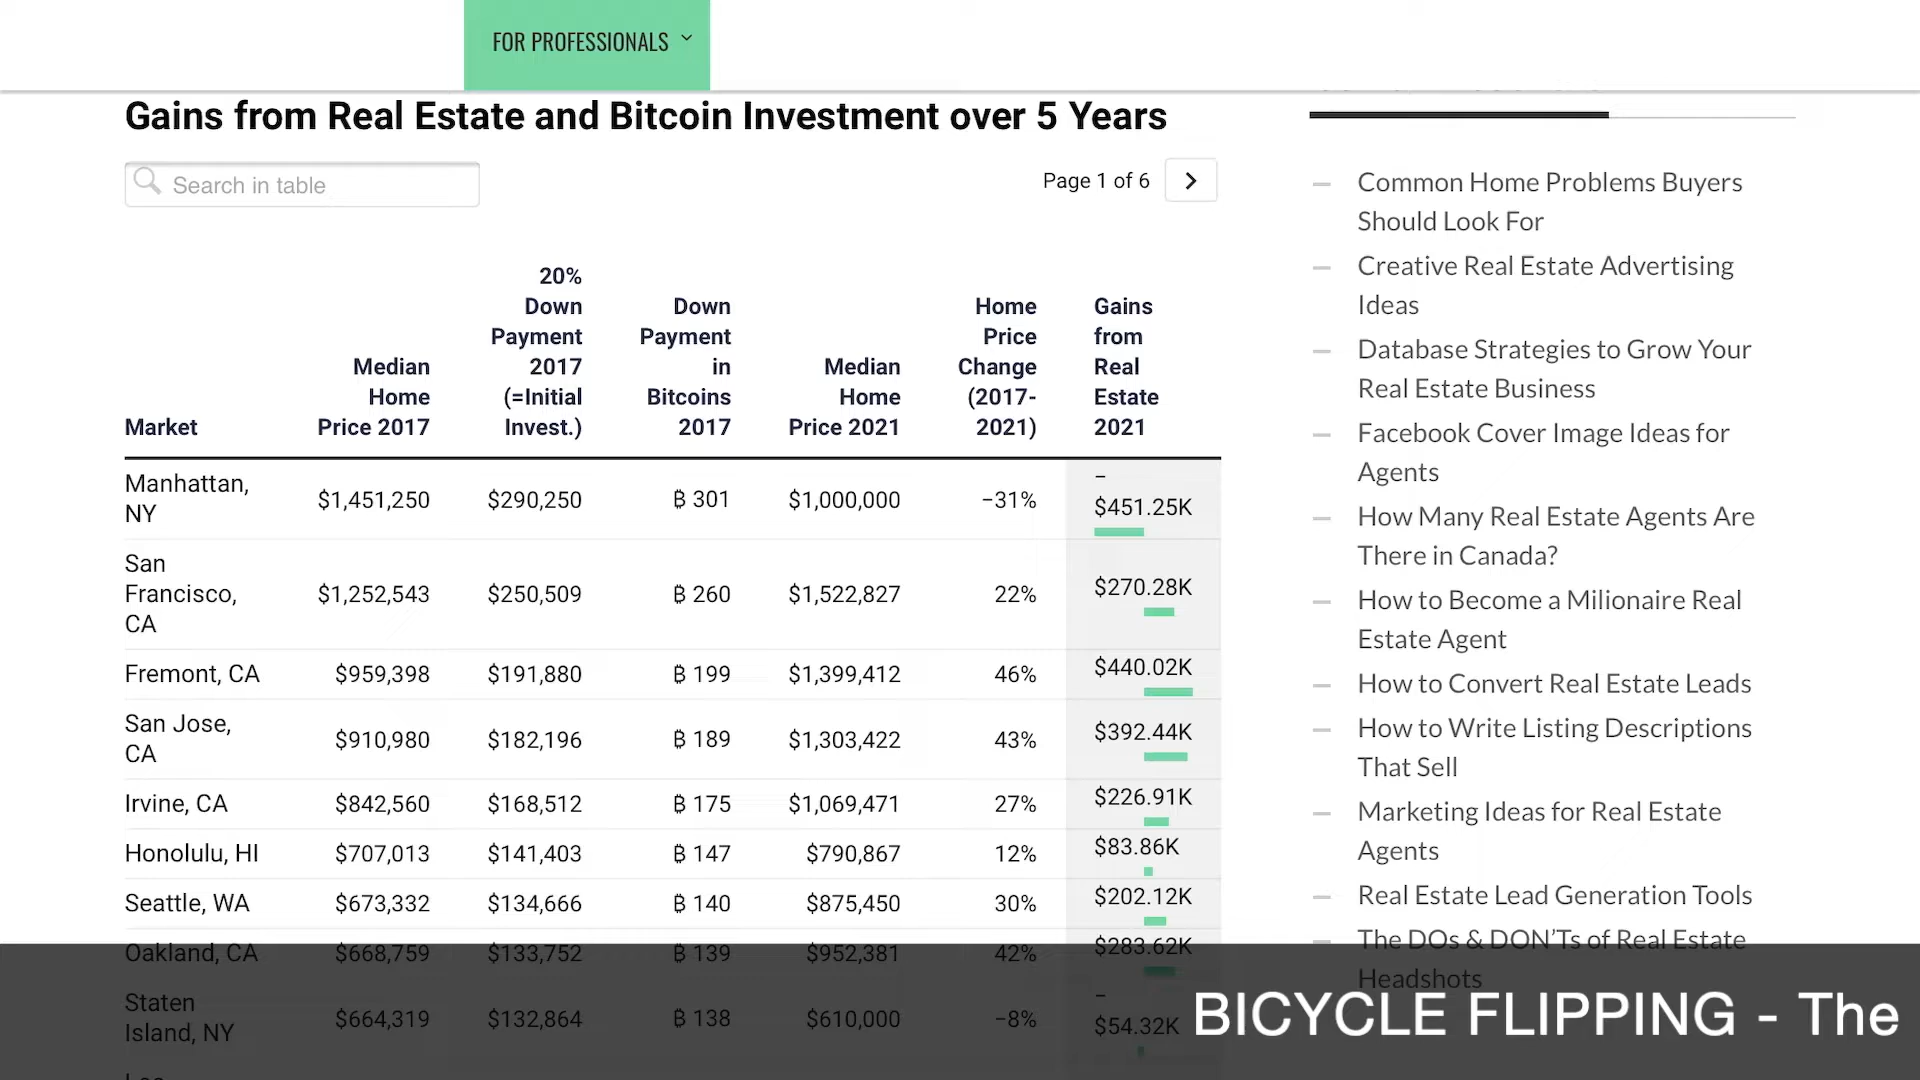 FOR PROFESSIONALS
Gains from Real Estate and Bitcoin Investment over 5 Years
Search in table
Page 1 of 6
Market
Median
Home
Price 2017
20%
Down
Payment
2017
(=Initial
Invest.)
Down
Payment
in
Bitcoins
2017
Median
Home
Price 2021
Home
Price
Change
(2017-
2021)
Gains
from
Real
Estate
2021
Manhattan,
NY
$1,451,250
$290,250
₿ 301
$1,000,000
−31%
−
$451.25K
San
Francisco,
CA
$1,252,543
$250,509
₿ 260
$1,522,827
22%
$270.28K
Fremont, CA
$959,398
$191,880
₿ 199
$1,399,412
46%
$440.02K
San Jose,
CA
$910,980
$182,196
₿ 189
$1,303,422
43%
$392.44K
Irvine, CA
$842,560
$168,512
₿ 175
$1,069,471
27%
$226.91K
Honolulu, HI
$707,013
$141,403
₿ 147
$790,867
12%
$83.86K
Seattle, WA
$673,332
$134,666
₿ 140
$875,450
30%
$202.12K
Oakland, CA
$668,759
$133,752
₿ 139
$952,381
42%
$283.62K
Staten
Island, NY
$664,319
$132,864
₿ 138
$610,000
−8%
−
$54.32K
Common Home Problems Buyers
Should Look For
Creative Real Estate Advertising
Ideas
Database Strategies to Grow Your
Real Estate Business
Facebook Cover Image Ideas for
Agents
How Many Real Estate Agents Are
There in Canada?
How to Become a Milionaire Real
Estate Agent
How to Convert Real Estate Leads
How to Write Listing Descriptions
That Sell
Marketing Ideas for Real Estate
Agents
Real Estate Lead Generation Tools
The DOs & DON'Ts of Real Estate
Headshots
BICYCLE FLIPPING - The